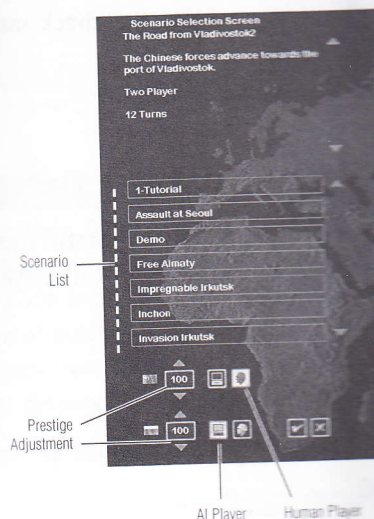 Scenario Selection Screen
The Road from Vladivostok2
The Chinese forces advance towards the
port of Vladivostok.
Two Player
12 Turns
1-Tutorial
Assault at Seoul
Demo
Free Almaty
Impregnable Irkutsk
Inchon
Invasion Irkutsk
Scenario
List
100
Prestige
Adjustment
100
AI Player
Human Player